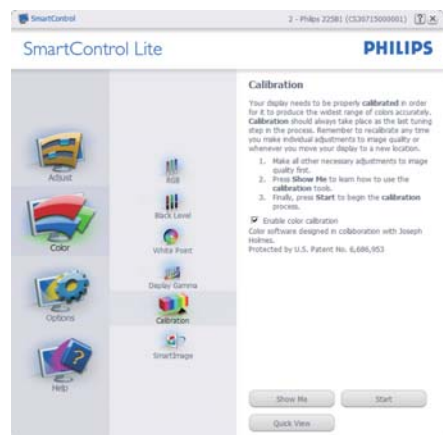 SmartControl
2 - Philips 225B1 (CS30715000001)
SmartControl Lite
PHILIPS
Adjust
Color
Options
Help
RGB
Black Level
White Point
Display Gamma
Calibration
SmartImage
Calibration
Your display needs to be properly calibrated in order
for it to produce the widest range of colors accurately.
Calibration should always take place as the last tuning
step in the process. Remember to recalibrate any time
you make individual adjustments to image quality or
whenever you move your display to a new location.
1. Make all other necessary adjustments to image
quality first.
2. Press Show Me to learn how to use the
calibration tools.
3. Finally, press Start to begin the calibration
process.
Enable color calibration
Color software designed in collaboration with Joseph
Holmes.
Protected by U.S. Patent No. 6,686,953
Show Me
Start
Quick View